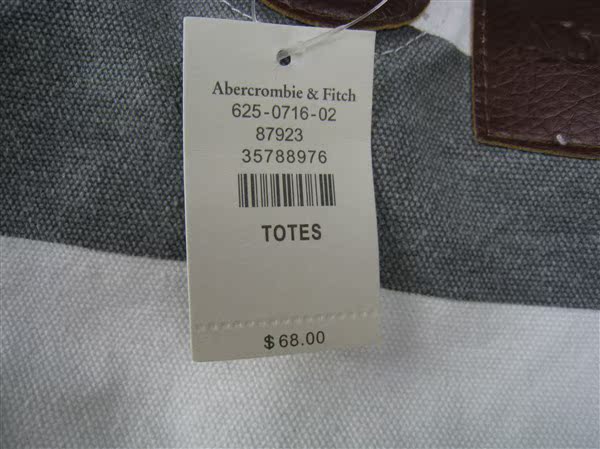 Abercrombie & Fitch
625-0716-02
87923
35788976
TOTES
$68.00